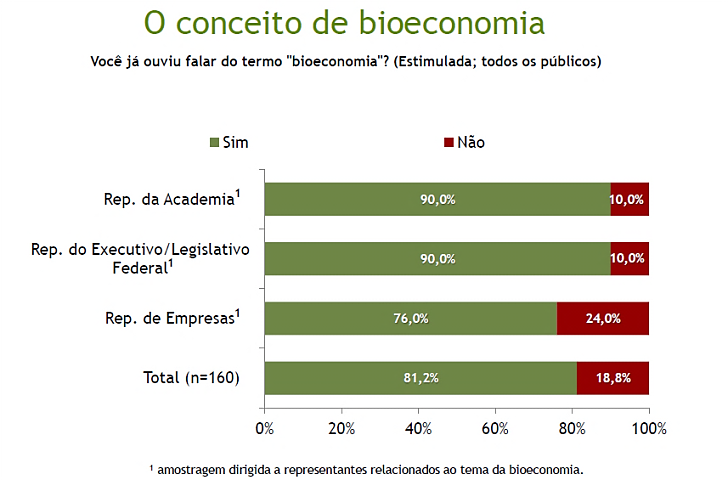 O conceito de bioeconomia
Você já ouviu falar do termo "bioeconomia"? (Estimulada; todos os públicos)
Sim Não
Rep. da Academia¹ 90,0% 10,0%
Rep. do Executivo/Legislativo
Federal¹ 90,0% 10,0%
Rep. de Empresas¹ 76,0% 24,0%
Total (n=160) 81,2% 18,8%
0% 20% 40% 60% 80% 100%
¹ amostragem dirigida a representantes relacionados ao tema da bioeconomia.